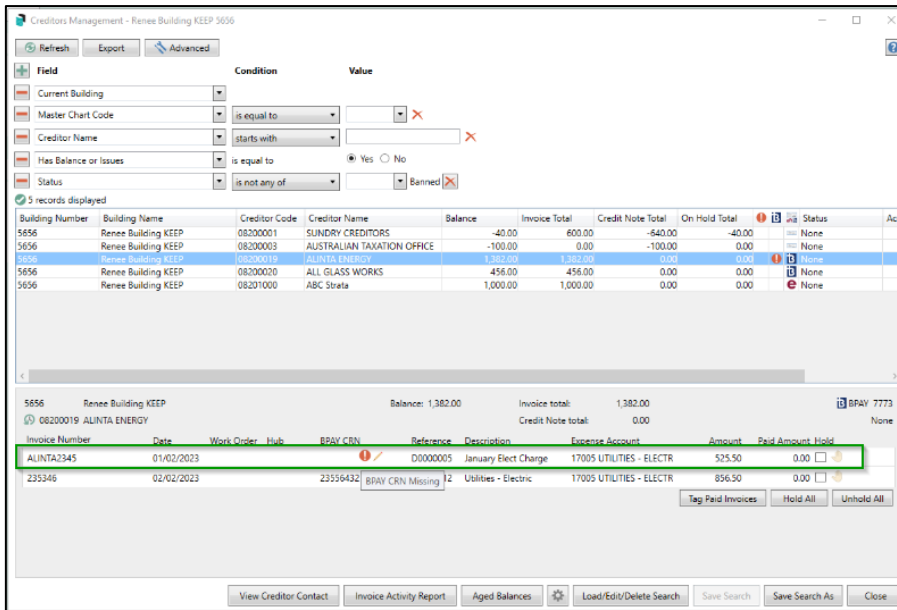 Creditors Management - Renee Building KEEP 5656
Refresh Export Advanced
Field Condition Value
Current Building
Master Chart Code is equal to
Creditor Name starts with
Has Balance or Issues is equal to Yes No
Status is not any of Banned
5 records displayed
Building Number Building Name Creditor Code Creditor Name Balance Invoice Total Credit Note Total On Hold Total Status Ac
5656 Renee Building KEEP 08200001 SUNDRY CREDITORS -40.00 600.00 -640.00 -40.00 None
5656 Renee Building KEEP 08200003 AUSTRALIAN TAXATION OFFICE -100.00 0.00 -100.00 0.00 None
5656 Renee Building KEEP 08200019 ALINTA ENERGY 1,382.00 1,382.00 0.00 0.00 None
5656 Renee Building KEEP 08200020 ALL GLASS WORKS 456.00 456.00 0.00 0.00 None
5656 Renee Building KEEP 08201000 ABC Strata 1,000.00 1,000.00 0.00 0.00 None
5656 Renee Building KEEP Balance: 1,382.00 Invoice total: 1,382.00 BPAY 7773
08200019 ALINTA ENERGY Credit Note total: 0.00 None
Invoice Number Date Work Order Hub BPAY CRN Reference Description Expense Account Amount Paid Amount Hold
ALINTA2345 01/02/2023 D0000005 January Elect Charge 17005 UTILITIES - ELECTR 525.50 0.00
235346 02/02/2023 23556432 BPAY CRN Missing 12 Utilities - Electric 17005 UTILITIES - ELECTR 856.50 0.00
Tag Paid Invoices Hold All Unhold All
View Creditor Contact Invoice Activity Report Aged Balances Load/Edit/Delete Search Save Search Save Search As Close